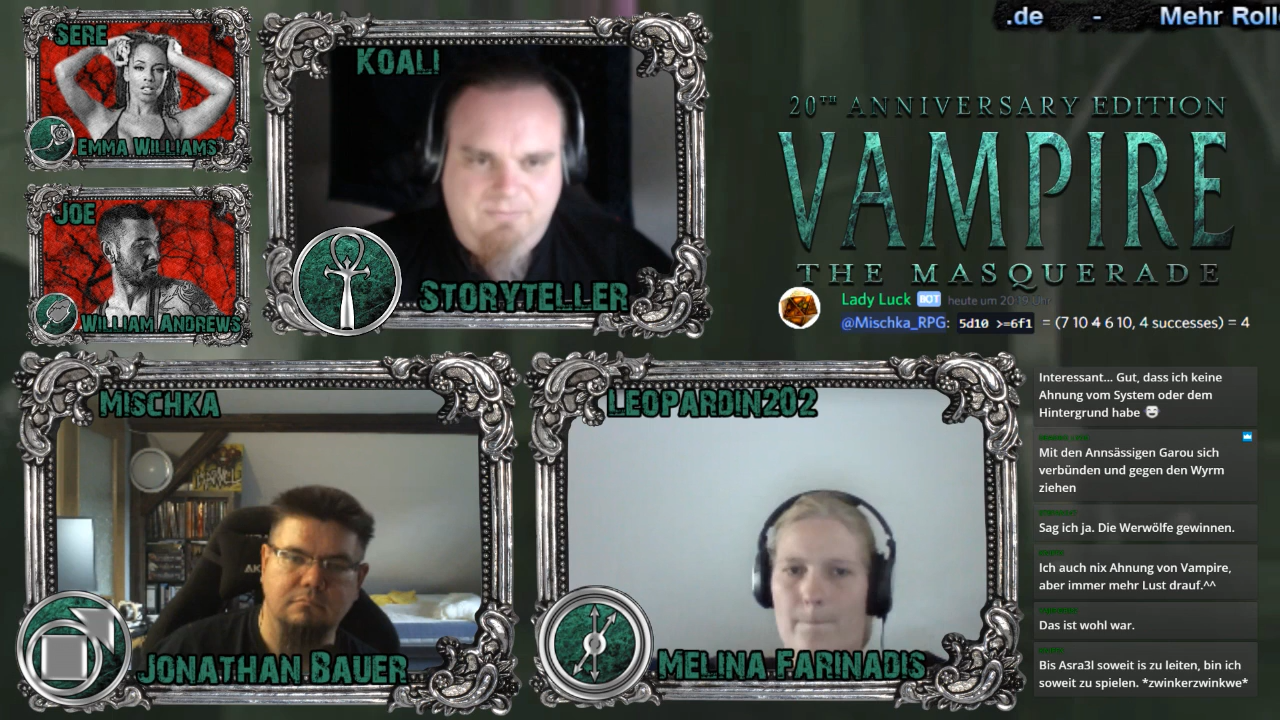 .de - Mehr Roll
SERE
EMMA WILLIAMS
JOE
WILLIAM ANDREWS
KOALI
STORYTELLER
20TH ANNIVERSARY EDITION
VAMPIRE
THE MASQUERADE
Lady Luck BOT heute um 20:19 Uhr
@Mischka_RPG: 5d10 >=6f1 = (7 10 4 6 10, 4 successes) = 4
MISCHKA
JONATHAN BAUER
LEOPARDIN202
MELINA FARINADIS
Interessant... Gut, dass ich keine
Ahnung vom System oder dem
Hintergrund habe
Mit den Annsässigen Garou sich
verbünden und gegen den Wyrm
ziehen
Sag ich ja. Die Werwölfe gewinnen.
Ich auch nix Ahnung von Vampire,
aber immer mehr Lust drauf.^^
Das ist wohl war.
Bis Asra3l soweit is zu leiten, bin ich
soweit zu spielen. *zwinkerzwinkwe*